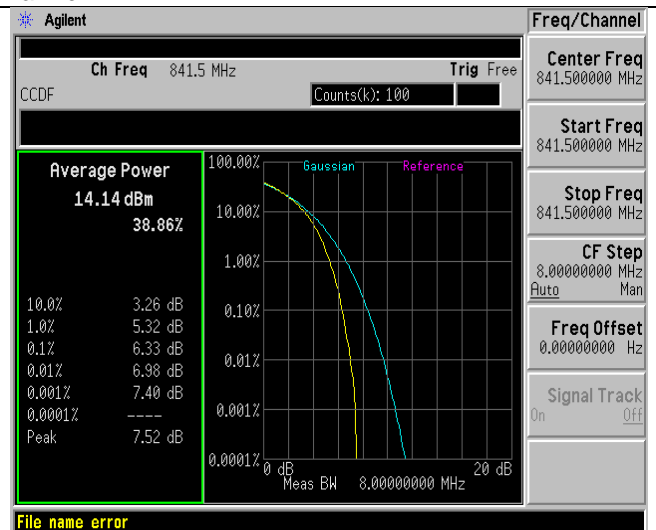 Agilent
Freq/Channel
Ch Freq 841.5 MHz
Trig Free
CCDF
Counts(k): 100
Average Power
14.14 dBm
38.86%
10.0% 3.26 dB
1.0% 5.32 dB
0.1% 6.33 dB
0.01% 6.98 dB
0.001% 7.40 dB
0.0001% ----
Peak 7.52 dB
Gaussian
Reference
100.00%
10.00%
1.00%
0.10%
0.01%
0.001%
0.0001%
0 dB
20 dB
Meas BW 8.00000000 MHz
Center Freq
841.500000 MHz
Start Freq
841.500000 MHz
Stop Freq
841.500000 MHz
CF Step
8.00000000 MHz
Auto Man
Freq Offset
0.00000000 Hz
Signal Track
On Off
File name error